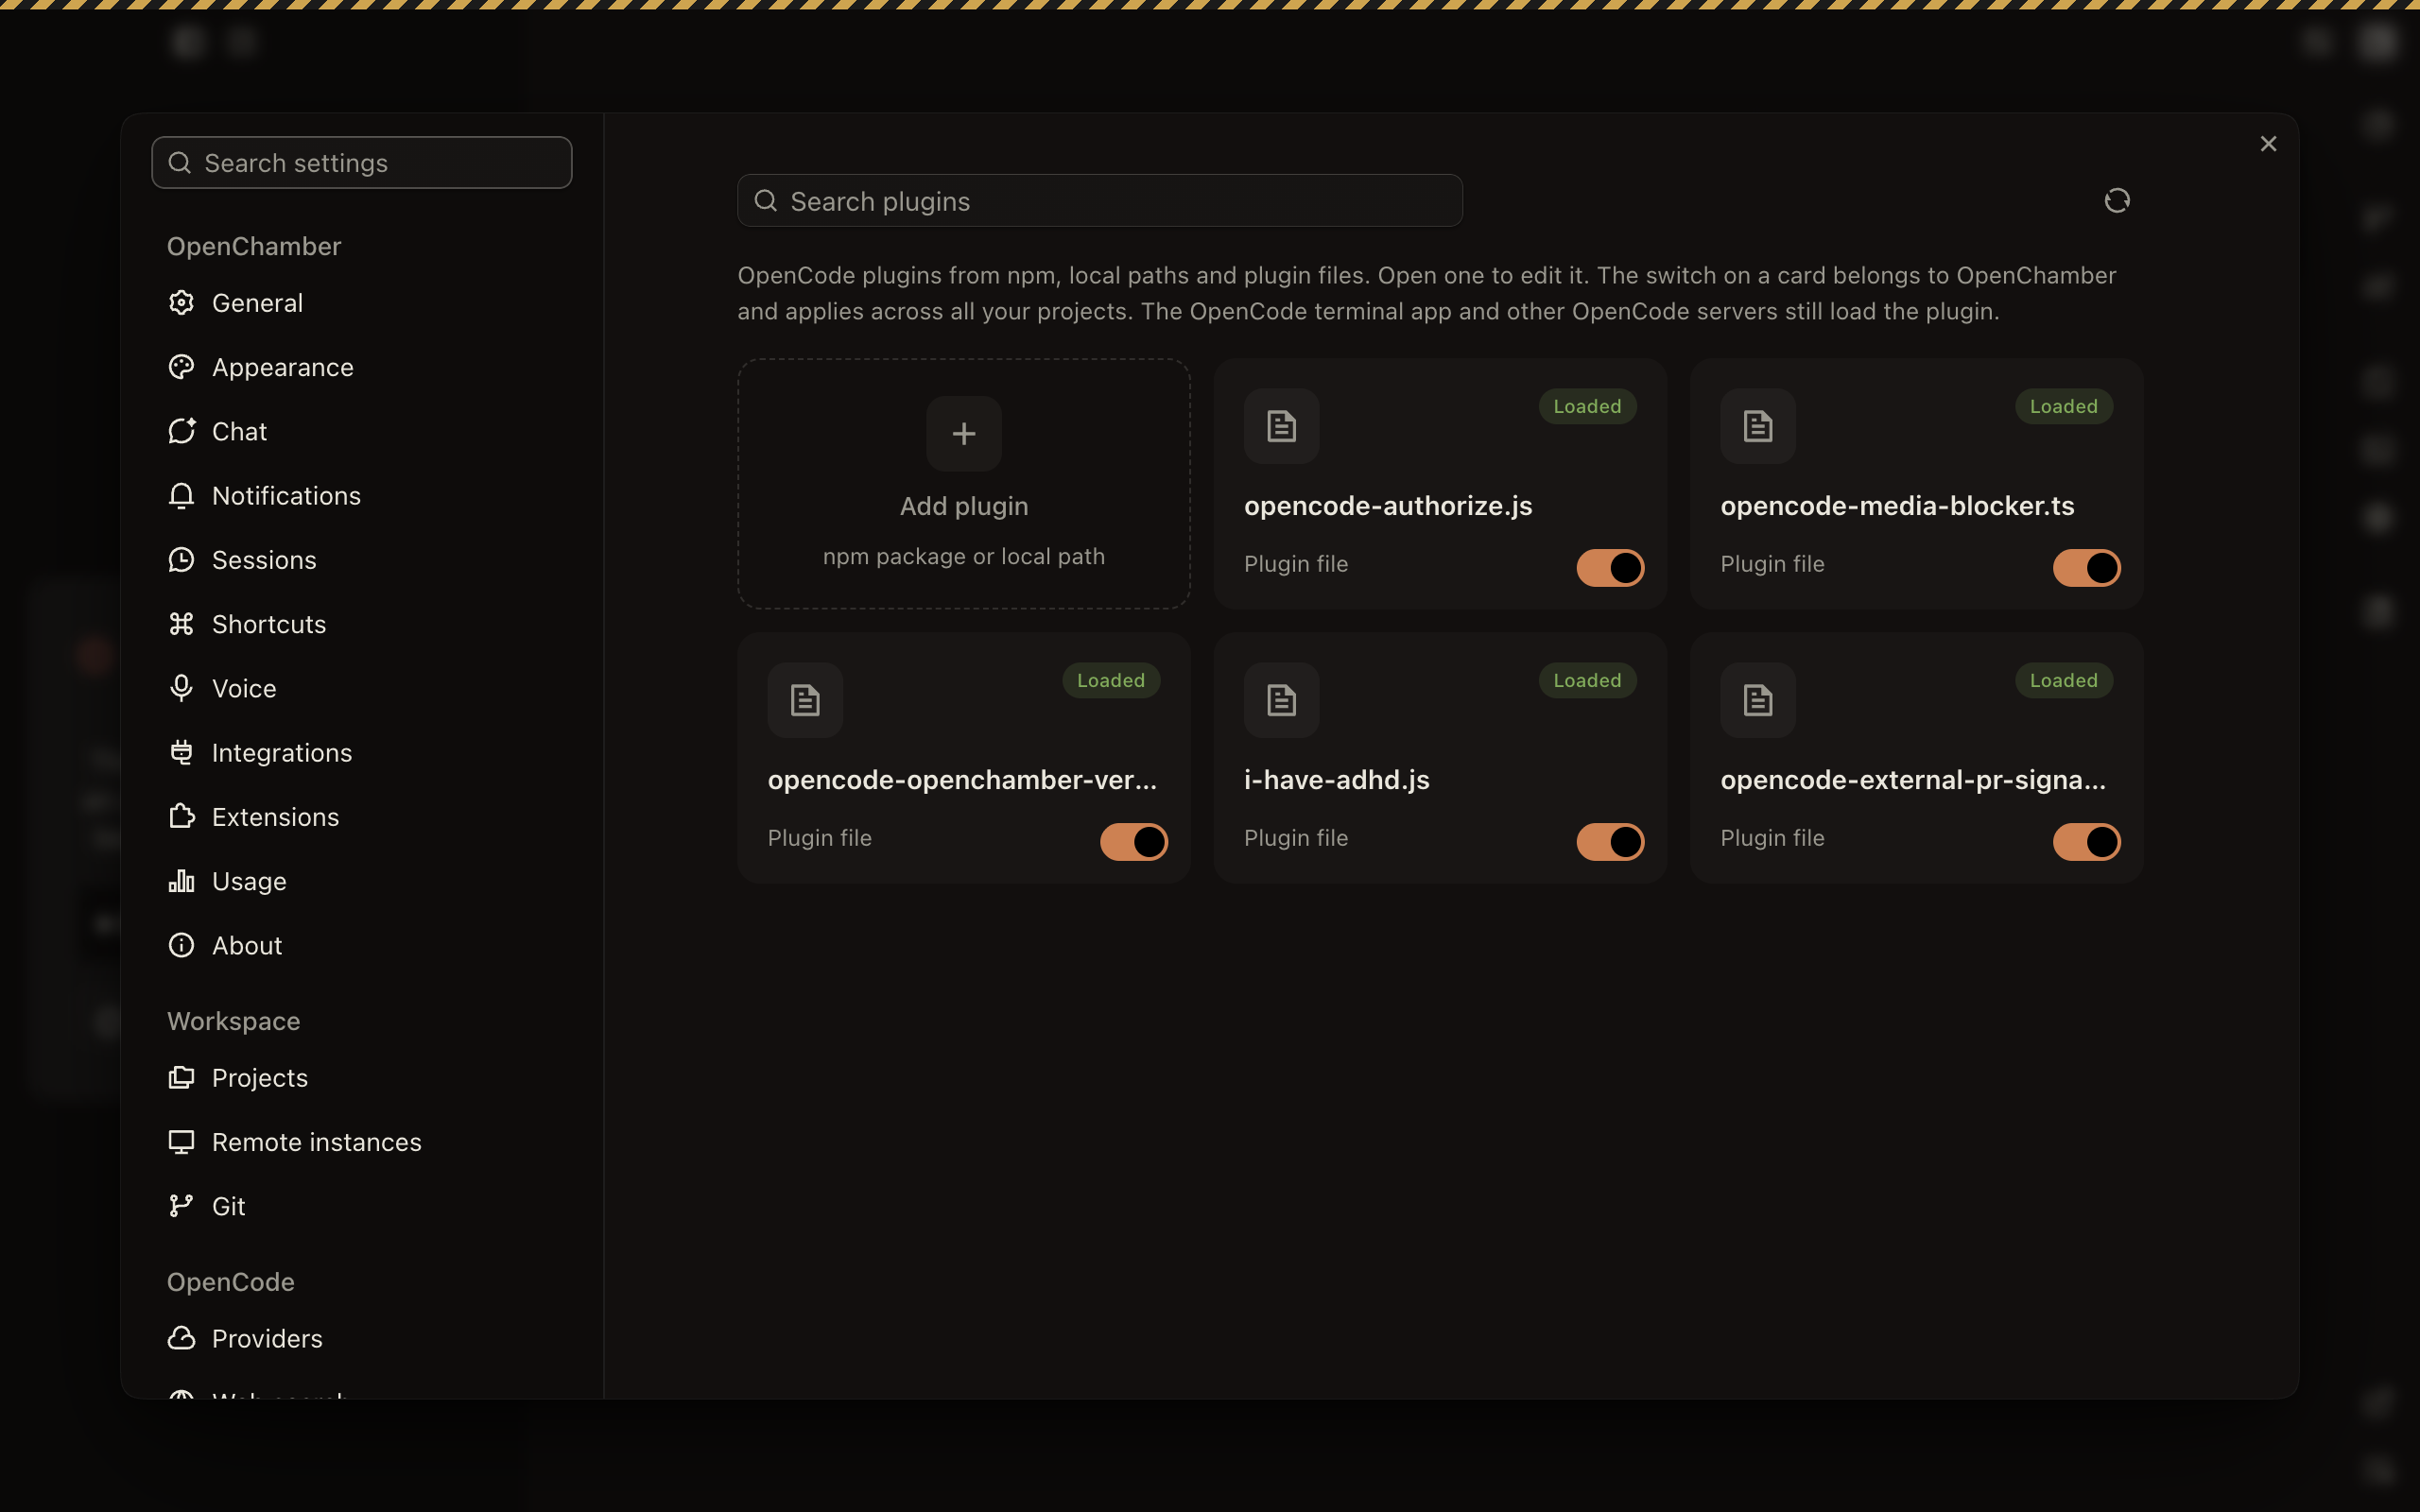 Search settings
OpenChamber
General
Appearance
Chat
Notifications
Sessions
Shortcuts
Voice
Integrations
Extensions
Usage
About
Workspace
Projects
Remote instances
Git
OpenCode
Providers
Web search
Search plugins
OpenCode plugins from npm, local paths and plugin files. Open one to edit it. The switch on a card belongs to OpenChamber
and applies across all your projects. The OpenCode terminal app and other OpenCode servers still load the plugin.
Add plugin
npm package or local path
Loaded
opencode-authorize.js
Plugin file
Loaded
opencode-media-blocker.ts
Plugin file
Loaded
opencode-openchamber-ver...
Plugin file
Loaded
i-have-adhd.js
Plugin file
Loaded
opencode-external-pr-signa...
Plugin file